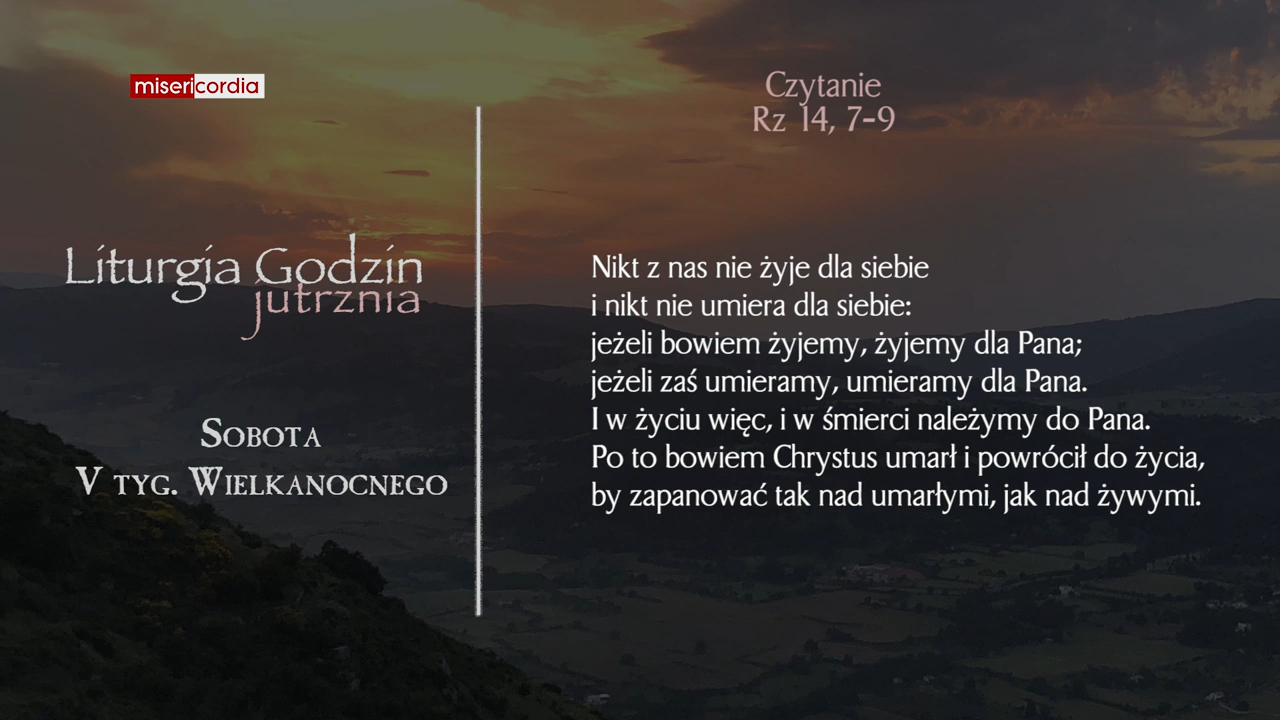 misericordia
Liturgia Godzin
jutrznia
Sobota
V tyg. Wielkanocnego
Czytanie
Rz 14, 7-9
Nikt z nas nie żyje dla siebie
i nikt nie umiera dla siebie:
jeżeli bowiem żyjemy, żyjemy dla Pana;
jeżeli zaś umieramy, umieramy dla Pana.
I w życiu więc, i w śmierci należymy do Pana.
Po to bowiem Chrystus umarł i powrócił do życia,
by zapanować tak nad umarłymi, jak nad żywymi.